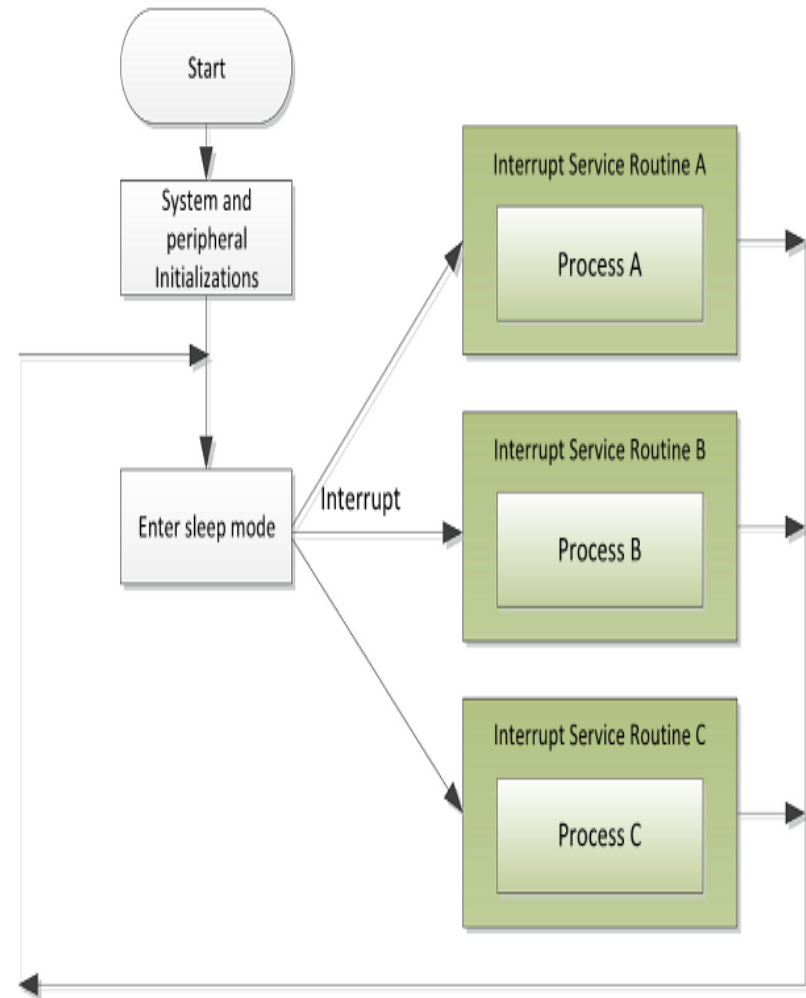 Start
System and
peripheral
Initializations
Enter sleep mode
Interrupt
Interrupt Service Routine A
Process A
Interrupt Service Routine B
Process B
Interrupt Service Routine C
Process C